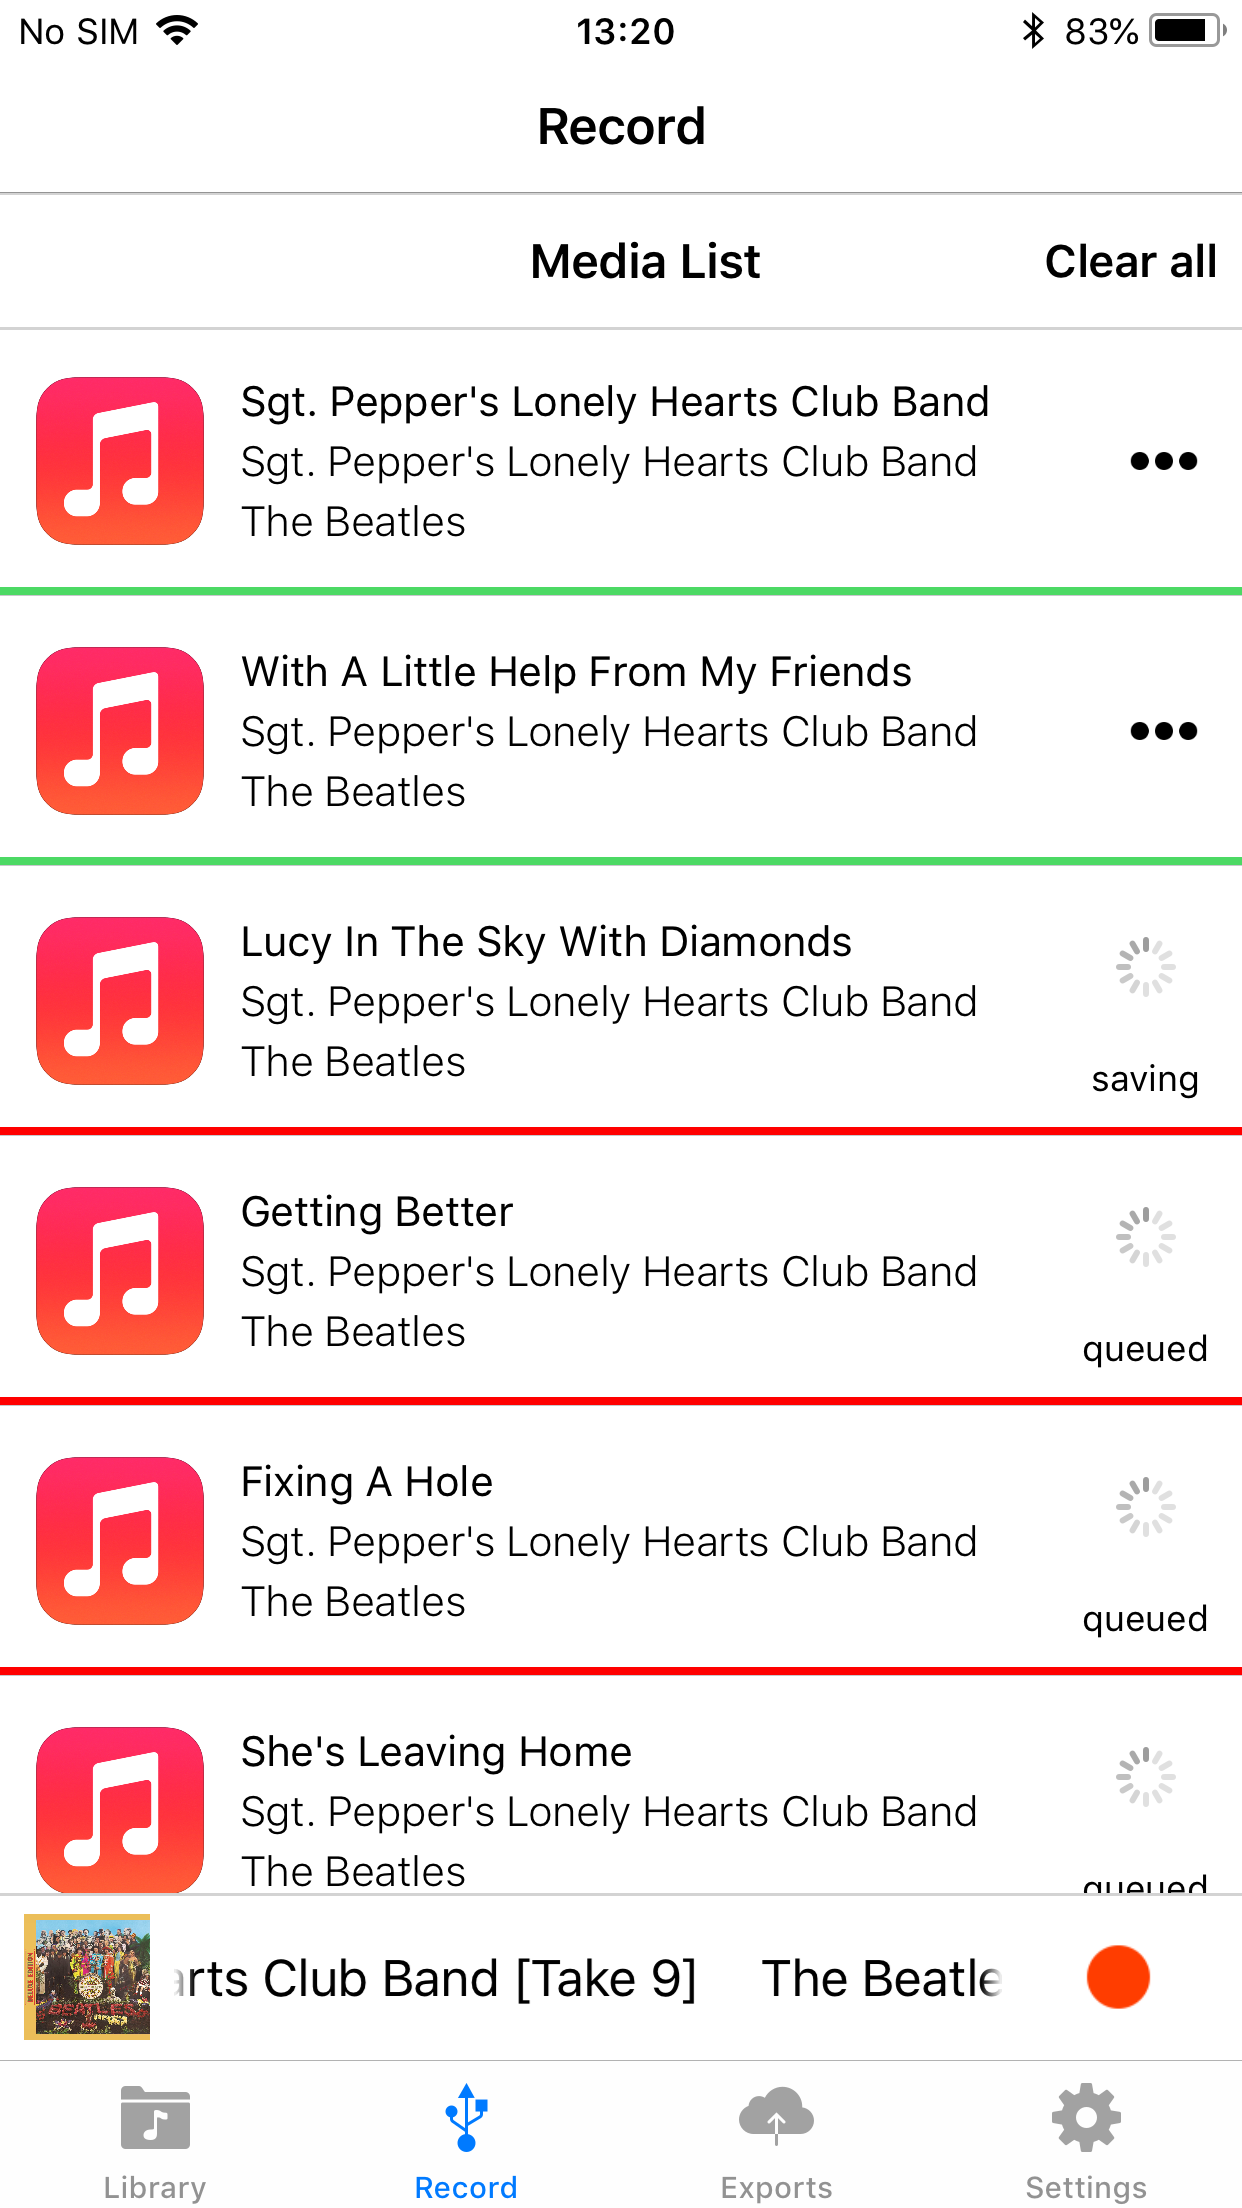 No SIM 13:20 83%
Record
Media List Clear all
Sgt. Pepper's Lonely Hearts Club Band
Sgt. Pepper's Lonely Hearts Club Band
The Beatles
With A Little Help From My Friends
Sgt. Pepper's Lonely Hearts Club Band
The Beatles
Lucy In The Sky With Diamonds
Sgt. Pepper's Lonely Hearts Club Band
The Beatles
saving
Getting Better
Sgt. Pepper's Lonely Hearts Club Band
The Beatles
queued
Fixing A Hole
Sgt. Pepper's Lonely Hearts Club Band
The Beatles
queued
She's Leaving Home
Sgt. Pepper's Lonely Hearts Club Band
The Beatles
queued
arts Club Band [Take 9] The Beatle
BEATLES
Library Record Exports Settings